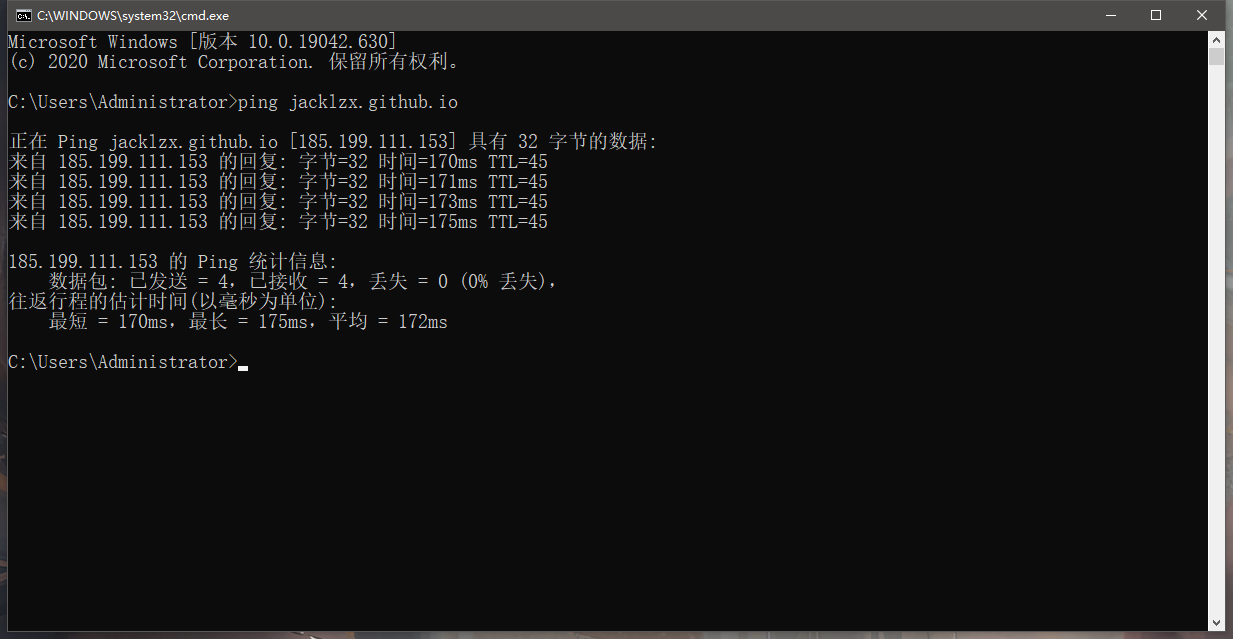 C:\WINDOWS\system32\cmd.exe
Microsoft Windows [版本 10.0.19042.630]
(c) 2020 Microsoft Corporation. 保留所有权利。
C:\Users\Administrator>ping jacklzx.github.io
正在 Ping jacklzx.github.io [185.199.111.153] 具有 32 字节的数据:
来自 185.199.111.153 的回复: 字节=32 时间=170ms TTL=45
来自 185.199.111.153 的回复: 字节=32 时间=171ms TTL=45
来自 185.199.111.153 的回复: 字节=32 时间=173ms TTL=45
来自 185.199.111.153 的回复: 字节=32 时间=175ms TTL=45
185.199.111.153 的 Ping 统计信息:
数据包: 已发送 = 4，已接收 = 4，丢失 = 0 (0% 丢失)，
往返行程的估计时间(以毫秒为单位):
最短 = 170ms，最长 = 175ms，平均 = 172ms
C:\Users\Administrator>